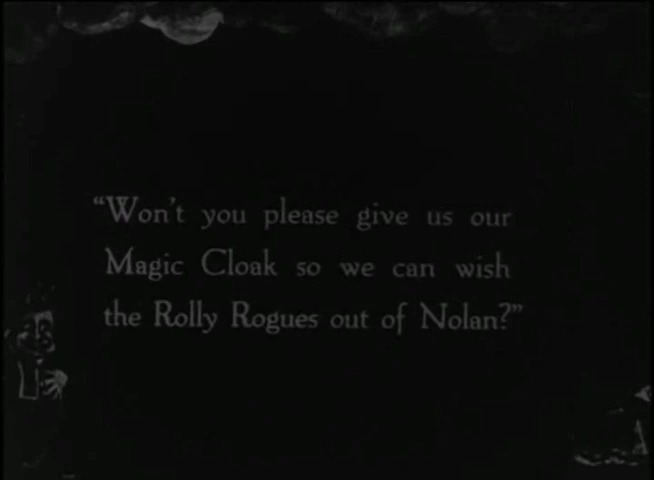 “Won't you please give us our
Magic Cloak so we can wish
the Rolly Rogues out of Nolan?”